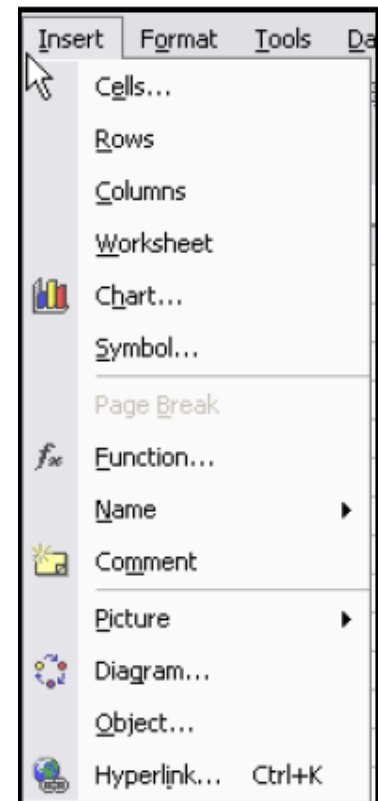 Insert Format Tools Da
Cells...
Rows
Columns
Worksheet
Chart...
Symbol...
Page Break
fx Function...
Name
Comment
Picture
Diagram...
Object...
Hyperlink... Ctrl+K